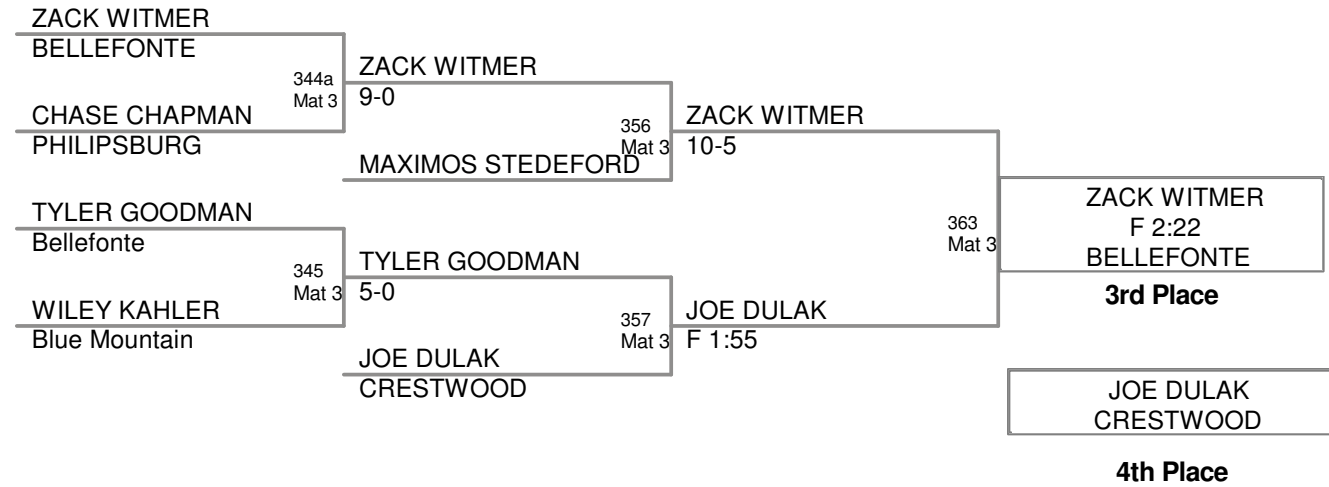 ZACK WITMER
BELLEFONTE
344a
Mat 3
CHASE CHAPMAN
PHILIPSBURG
ZACK WITMER
9-0
356
Mat 3
MAXIMOS STEDEFORD
ZACK WITMER
10-5
TYLER GOODMAN
Bellefonte
345
Mat 3
WILEY KAHLER
Blue Mountain
TYLER GOODMAN
5-0
357
Mat 3
JOE DULAK
CRESTWOOD
JOE DULAK
F 1:55
363
Mat 3
ZACK WITMER
F 2:22
BELLEFONTE
3rd Place
JOE DULAK
CRESTWOOD
4th Place